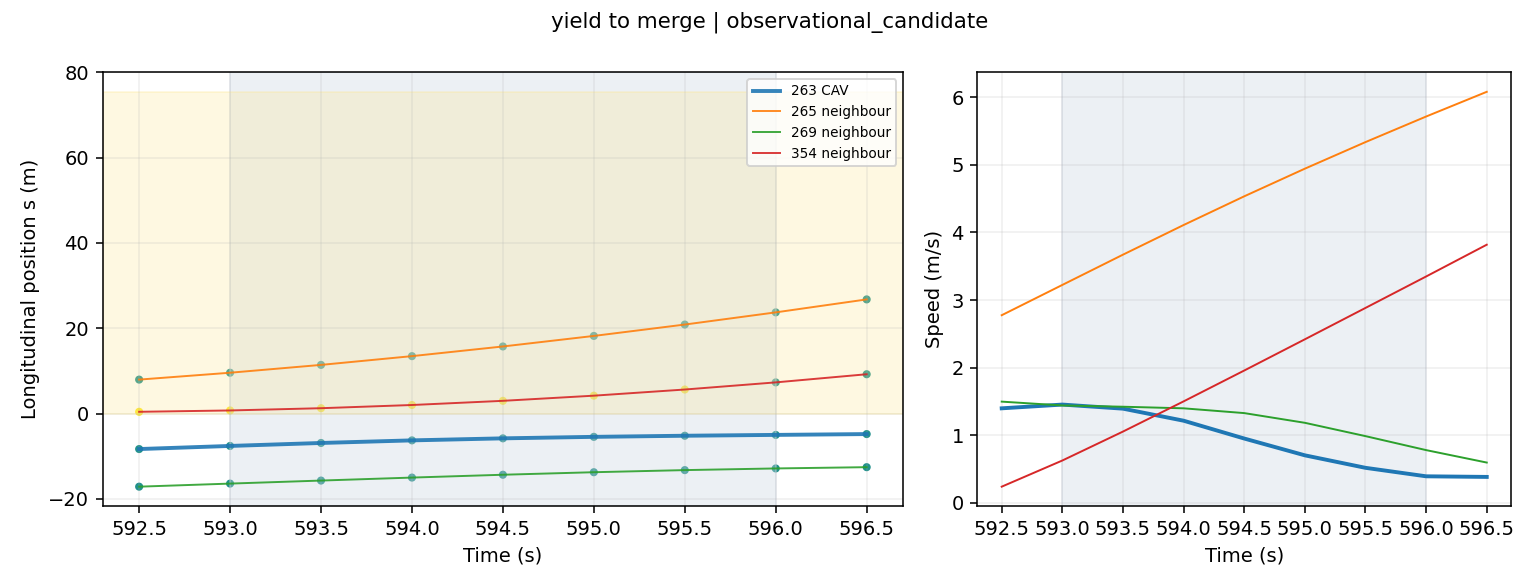 yield to merge | observational_candidate
Longitudinal position s (m)
80
60
40
20
0
−20
263 CAV
265 neighbour
269 neighbour
354 neighbour
592.5 593.0 593.5 594.0 594.5 595.0 595.5 596.0 596.5
Time (s)
Speed (m/s)
6
5
4
3
2
1
0
592.5 593.0 593.5 594.0 594.5 595.0 595.5 596.0 596.5
Time (s)